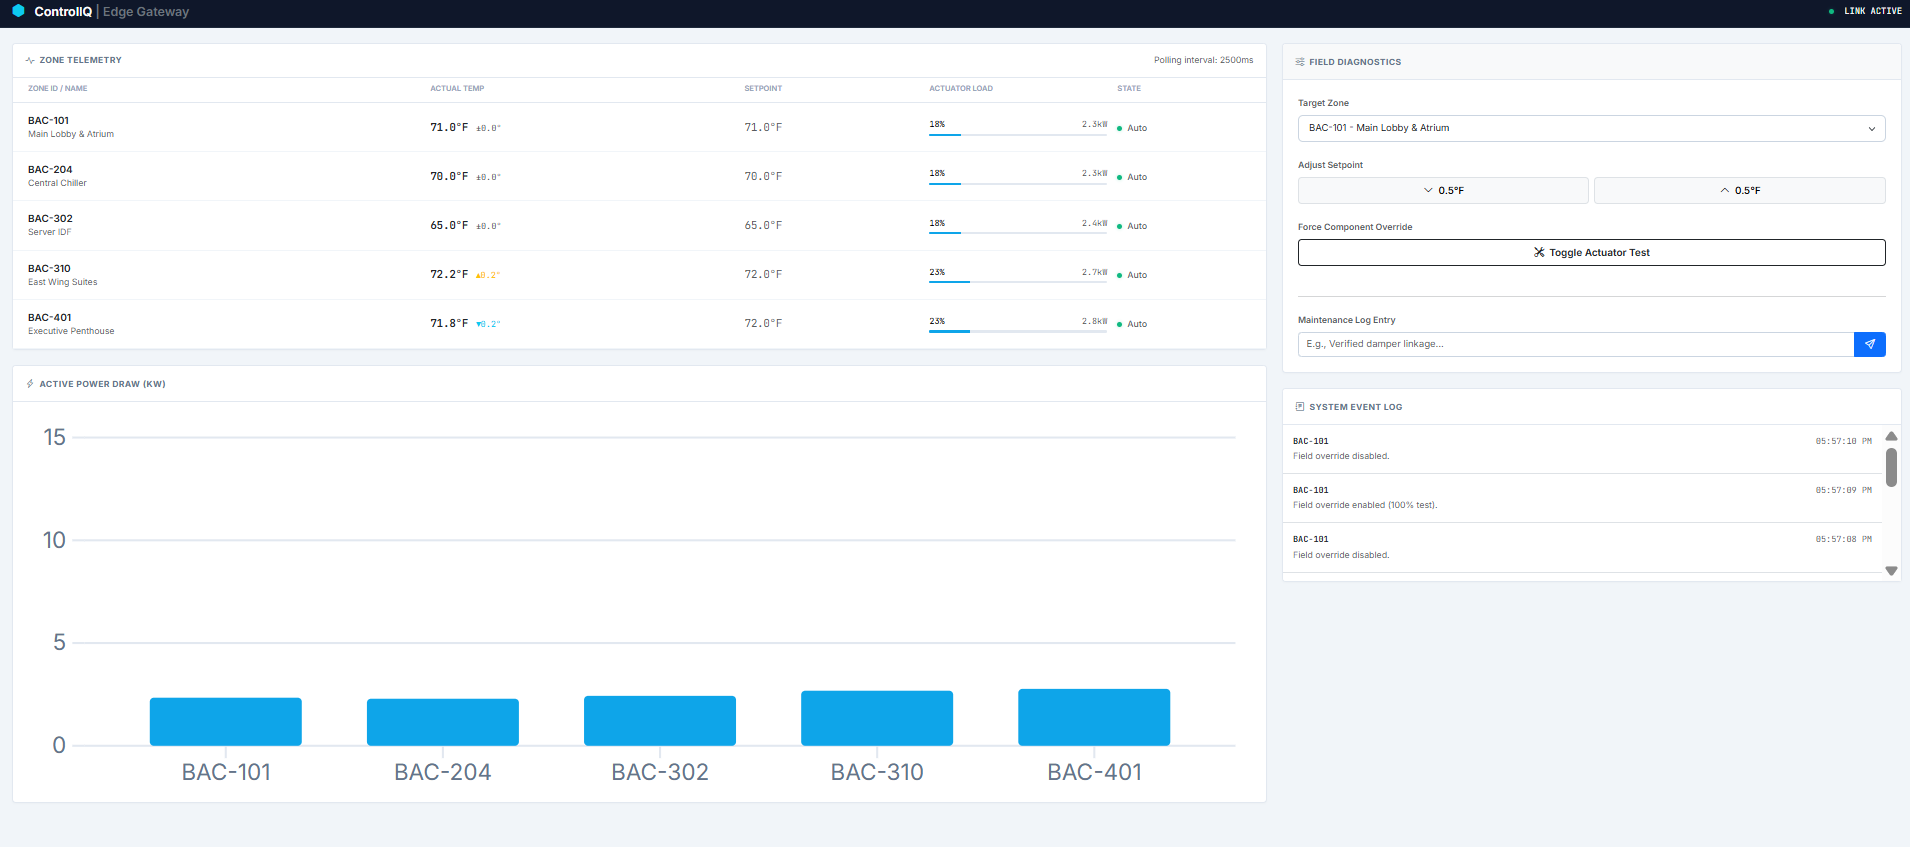 ControlIQ | Edge Gateway
LINK ACTIVE
ZONE TELEMETRY
Polling interval: 2500ms
ZONE ID / NAME ACTUAL TEMP SETPOINT ACTUATOR LOAD STATE
BAC-101
Main Lobby & Atrium
71.0°F ±0.0° 71.0°F 18% 2.3kW Auto
BAC-204
Central Chiller
70.0°F ±0.0° 70.0°F 18% 2.3kW Auto
BAC-302
Server IDF
65.0°F ±0.0° 65.0°F 18% 2.4kW Auto
BAC-310
East Wing Suites
72.2°F ▲0.2° 72.0°F 23% 2.7kW Auto
BAC-401
Executive Penthouse
71.8°F ▼0.2° 72.0°F 23% 2.8kW Auto
ACTIVE POWER DRAW (KW)
15
10
5
0
BAC-101 BAC-204 BAC-302 BAC-310 BAC-401
FIELD DIAGNOSTICS
Target Zone
BAC-101 - Main Lobby & Atrium
Adjust Setpoint
0.5°F 0.5°F
Force Component Override
Toggle Actuator Test
Maintenance Log Entry
E.g., Verified damper linkage...
SYSTEM EVENT LOG
BAC-101 05:57:10 PM
Field override disabled.
BAC-101 05:57:09 PM
Field override enabled (100% test).
BAC-101 05:57:08 PM
Field override disabled.